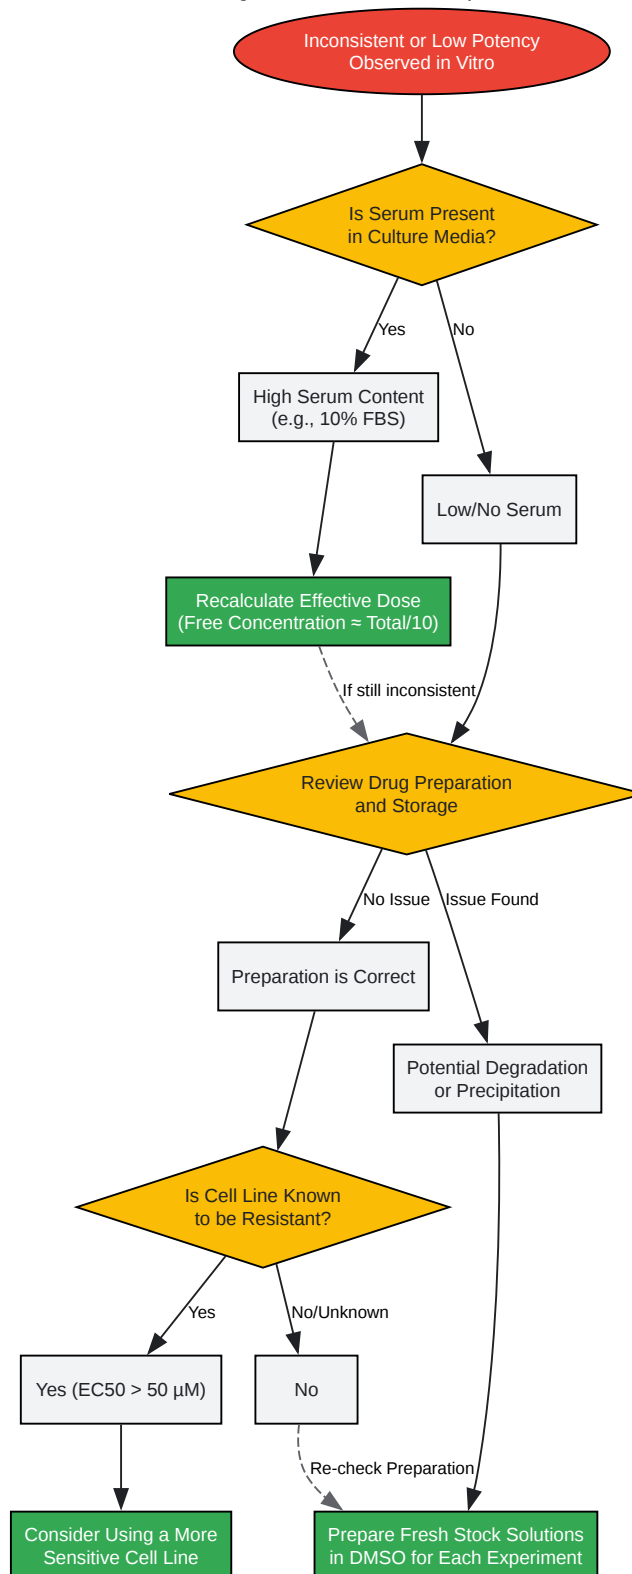 Inconsistent or Low Potency
Observed in Vitro
Is Serum Present
in Culture Media?
Yes
No
High Serum Content
(e.g., 10% FBS)
Low/No Serum
Recalculate Effective Dose
(Free Concentration ≈ Total/10)
If still inconsistent
Review Drug Preparation
and Storage
No Issue
Issue Found
Preparation is Correct
Potential Degradation
or Precipitation
Is Cell Line Known
to be Resistant?
Yes
No/Unknown
Yes (EC50 > 50 µM)
No
Re-check Preparation
Consider Using a More
Sensitive Cell Line
Prepare Fresh Stock Solutions
in DMSO for Each Experiment